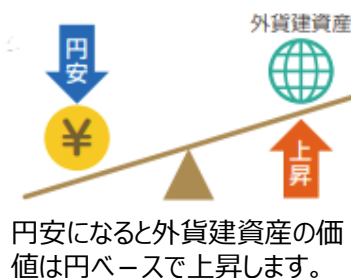 外貨建資産
円安
¥
上昇
円安になると外貨建資産の価
値は円ベースで上昇します。